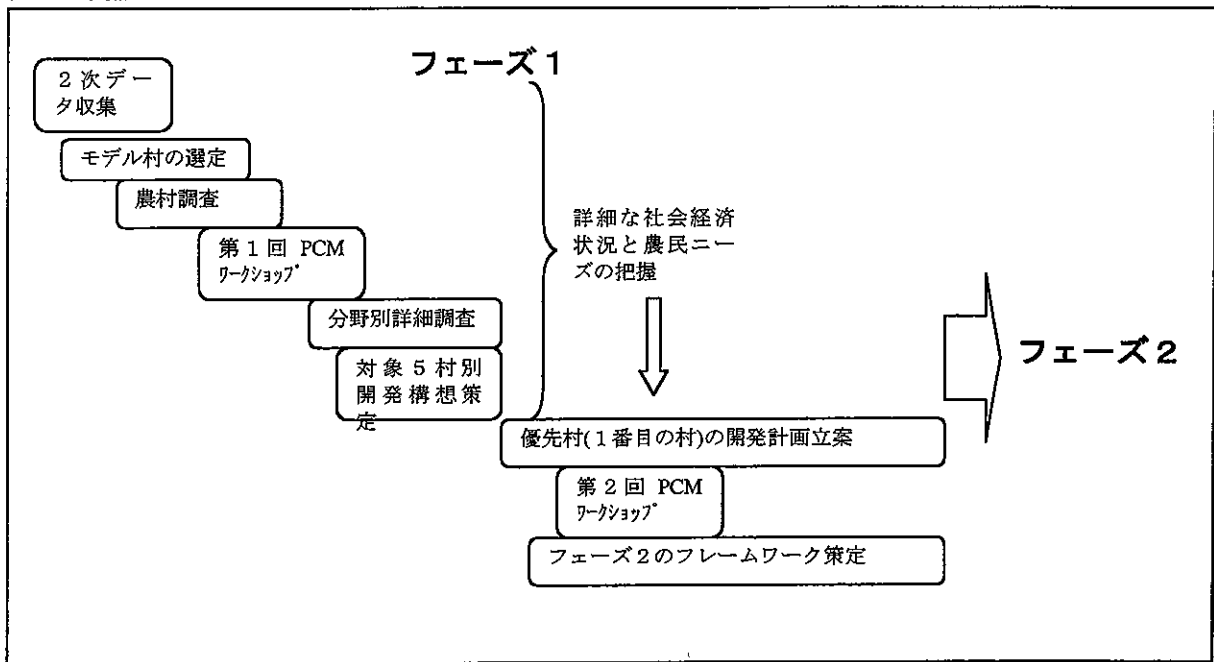 フェーズ1
2次デー
タ収集
モデル村の選定
農村調査
第1回 PCM
ﾜｰｸｼｮｯﾌﾟ
分野別詳細調査
対象5村別
開発構想策
定
詳細な社会経済
状況と農民ニー
ズの把握
フェーズ2
優先村(1番目の村)の開発計画立案
第2回 PCM
ﾜｰｸｼｮｯﾌﾟ
フェーズ2のフレームワーク策定